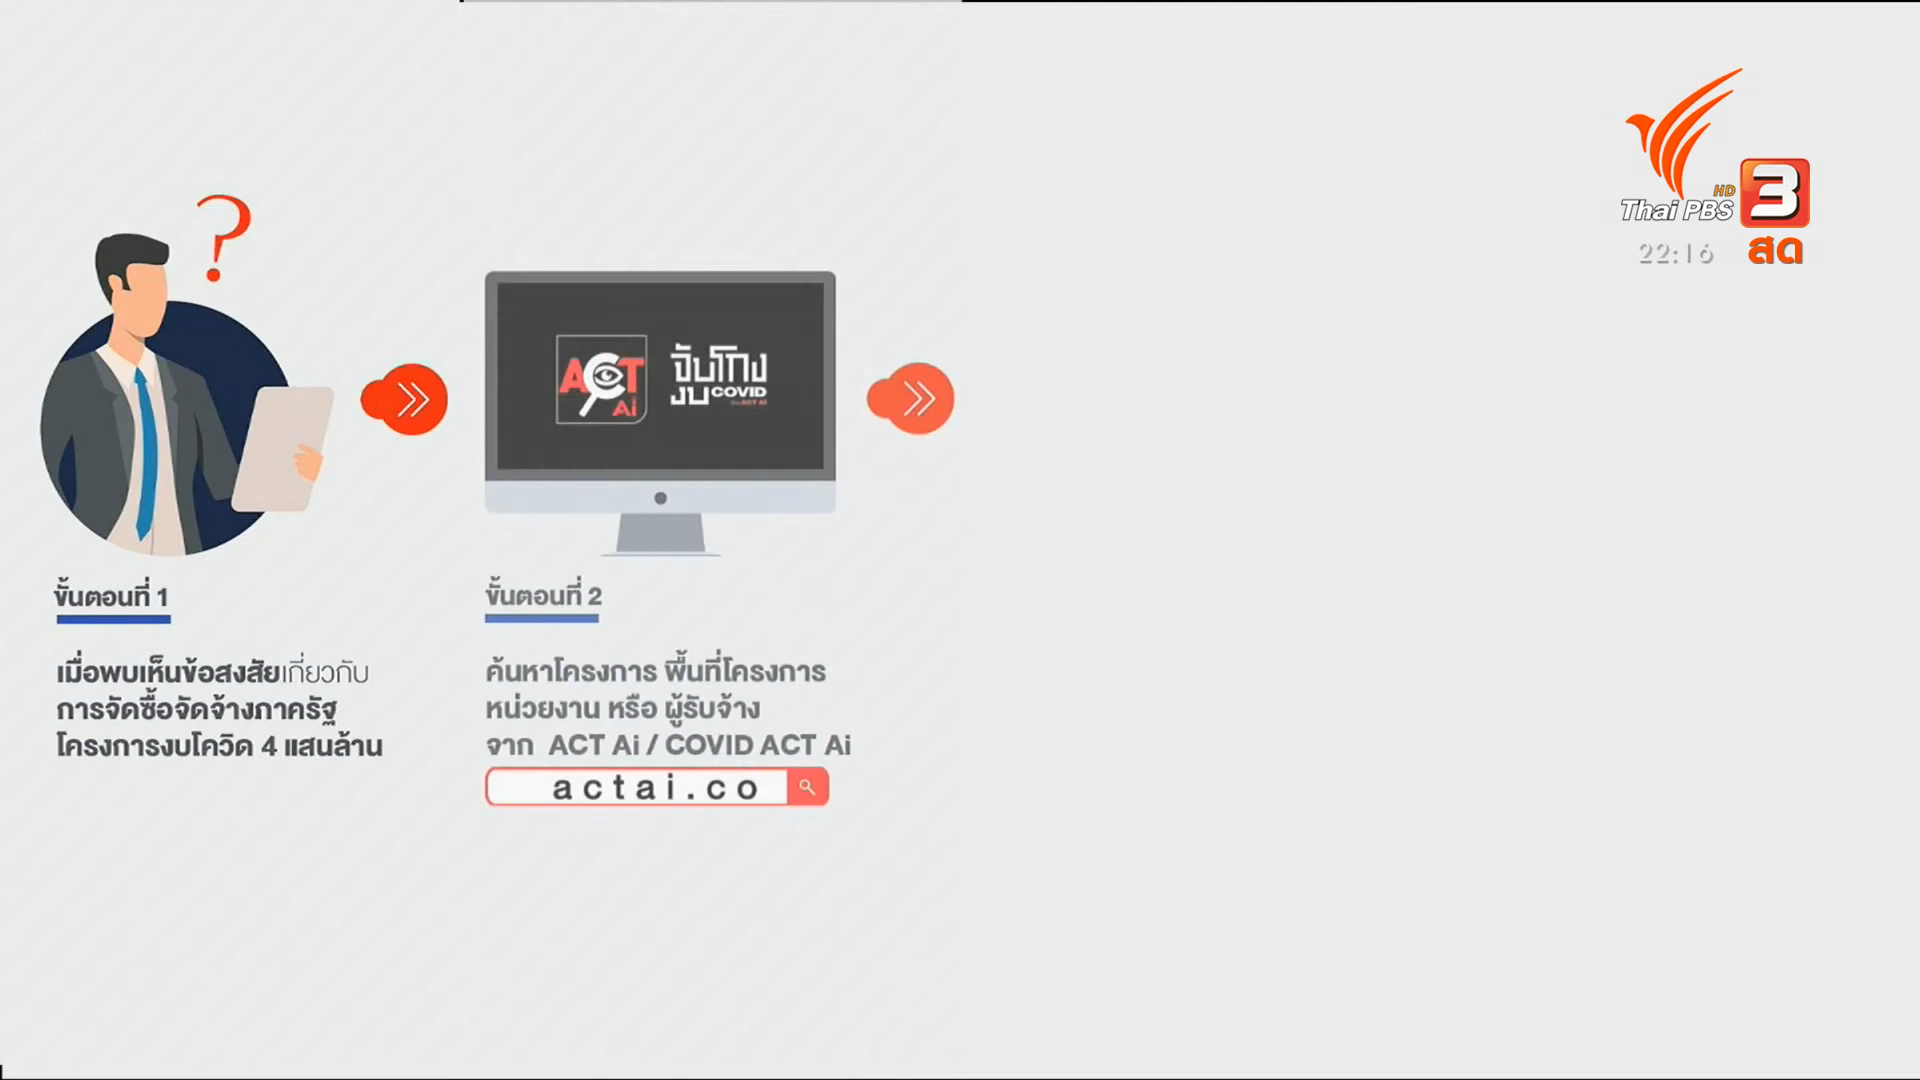 Thai PBS HD 3
22:16 สด
?
ACT Ai
จับโกง
งบ COVID
ขั้นตอนที่ 1
เมื่อพบเห็นข้อสงสัยเกี่ยวกับ
การจัดซื้อจัดจ้างภาครัฐ
โครงการงบโควิด 4 แสนล้าน
ขั้นตอนที่ 2
ค้นหาโครงการ พื้นที่โครงการ
หน่วยงาน หรือ ผู้รับจ้าง
จาก ACT Ai / COVID ACT Ai
actai.co